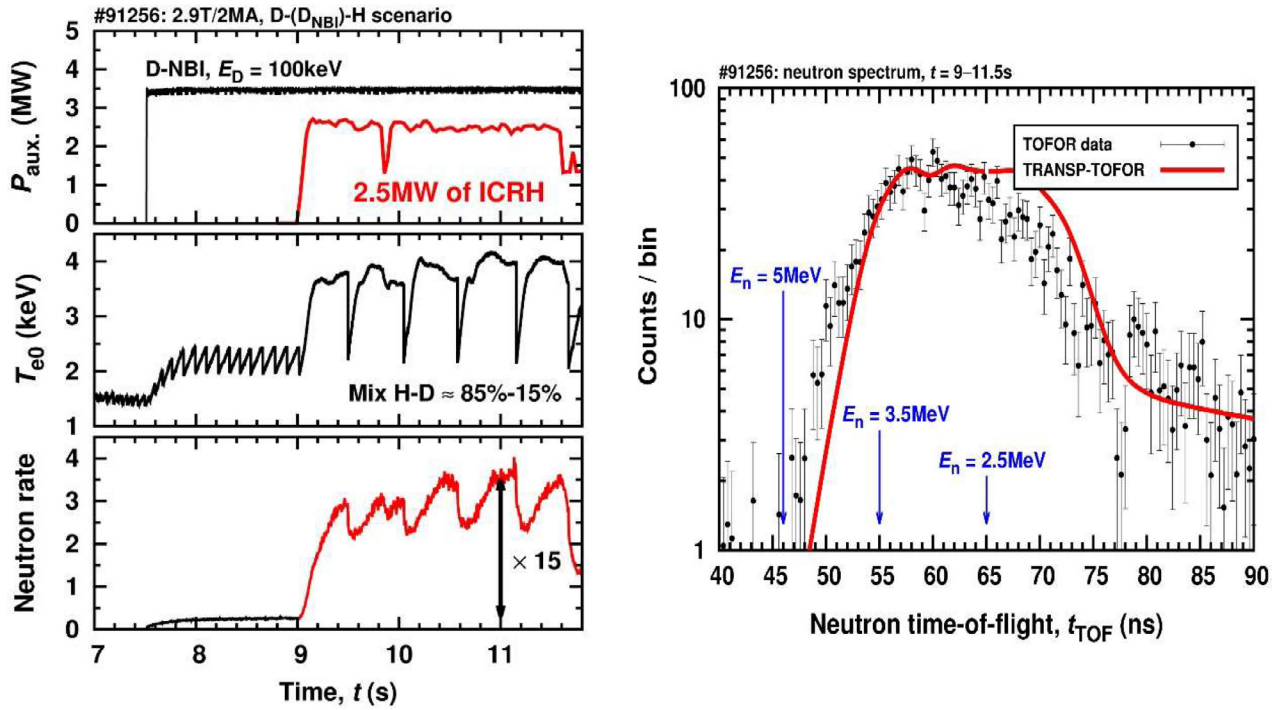 #91256: 2.9T/2MA, D-(D_NBI)-H scenario
P_aux. (MW)
5
4
3
2
1
0
D-NBI, E_D = 100keV
2.5MW of ICRH
T_e0 (keV)
4
3
2
1
Mix H-D ≈ 85%-15%
Neutron rate
4
3
2
1
0
× 15
7 8 9 10 11
Time, t (s)
#91256: neutron spectrum, t = 9–11.5s
Counts / bin
100
10
1
TOFOR data
TRANSP-TOFOR
E_n = 5MeV
E_n = 3.5MeV
E_n = 2.5MeV
40 45 50 55 60 65 70 75 80 85 90
Neutron time-of-flight, t_TOF (ns)